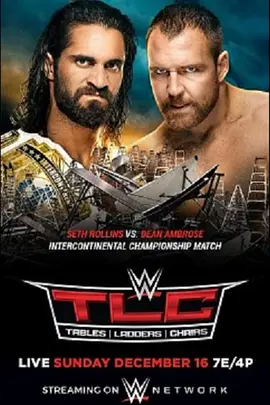 SETH ROLLINS VS. DEAN AMBROSE
INTERCONTINENTAL CHAMPIONSHIP MATCH
W
TLC
TABLES | LADDERS | CHAIRS
LIVE SUNDAY DECEMBER 16 7E/4P
STREAMING ON W NETWORK